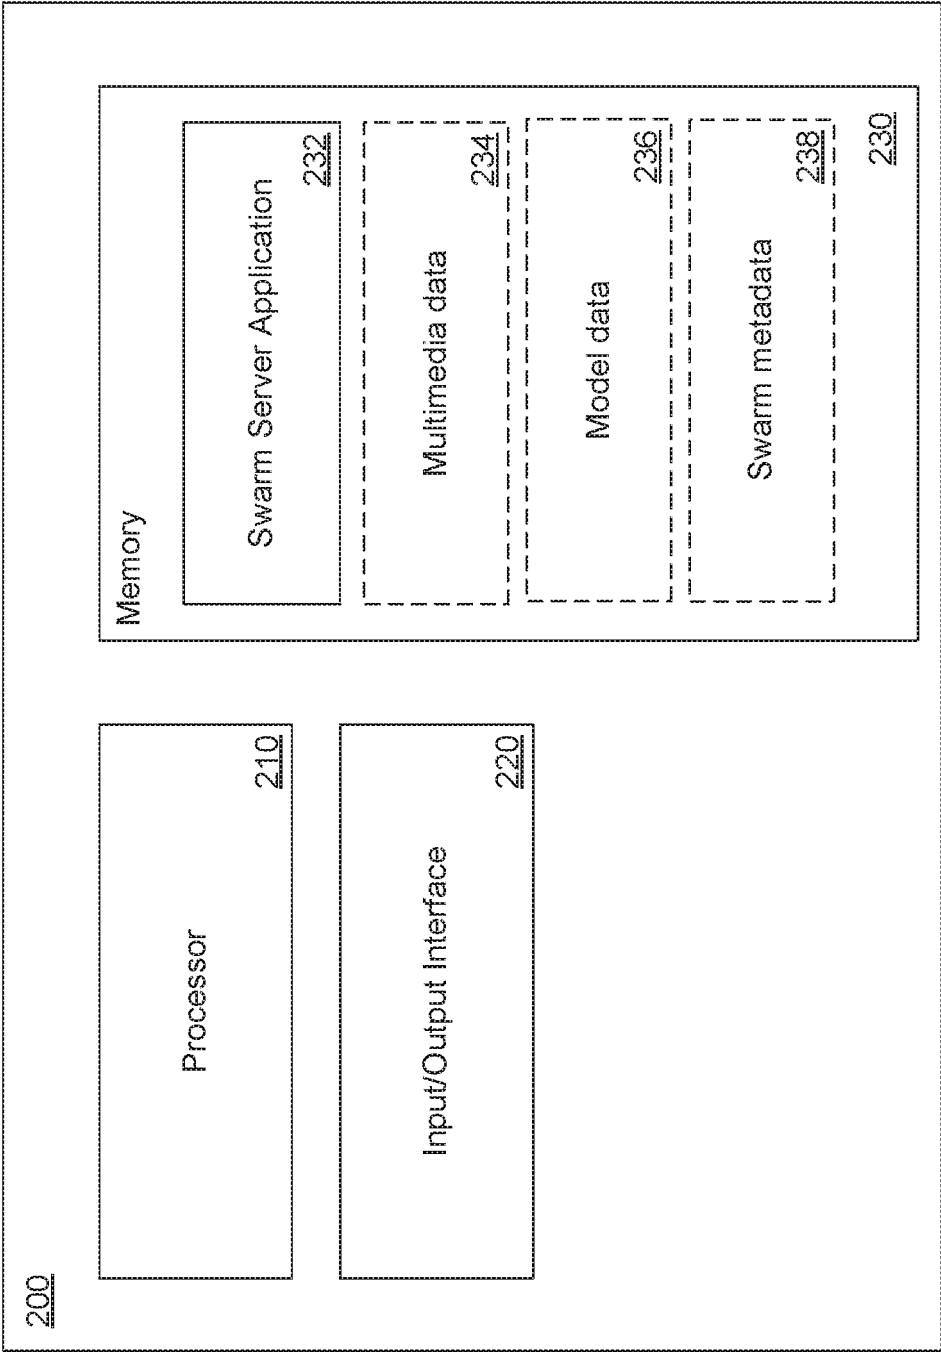 200
Processor
210
Input/Output Interface
220
Memory
Swarm Server Application
232
Multimedia data
234
Model data
236
Swarm metadata
238
230